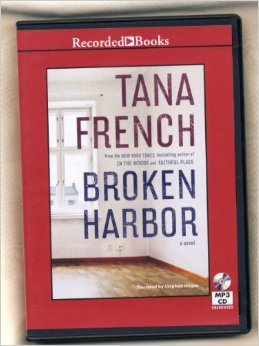 Recorded Books
TANA
FRENCH
From the NEW YORK TIMES bestselling author of
IN THE WOODS and FAITHFUL PLACE
BROKEN
HARBOR
a novel
Narrated by Stephen Hogan
MP3
CD
UNABRIDGED